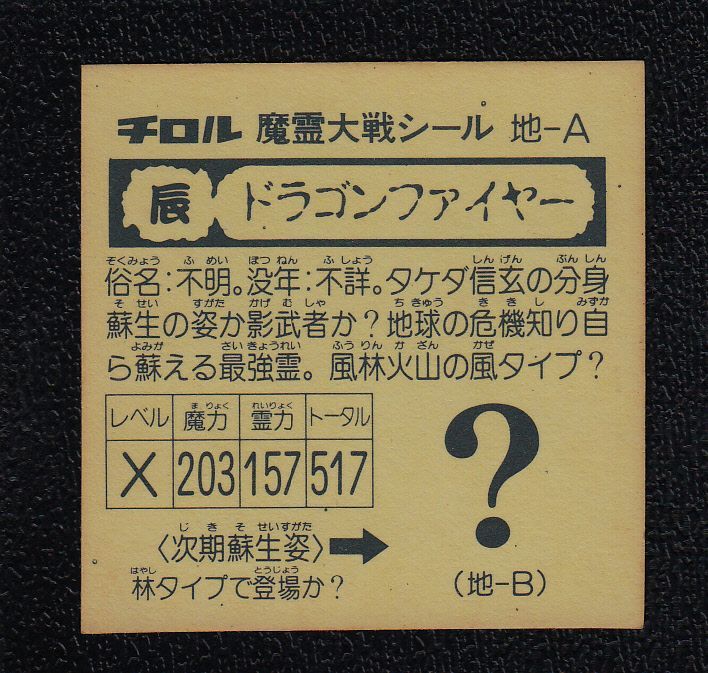 チロル 魔霊大戦シール 地-A
辰 ドラゴンファイヤー
ぞくみょう ふめい ぼつねん ふしょう しんげん ぶんしん
俗名:不明。没年:不詳。タケダ信玄の分身
そせい すがた かげむしゃ ちきゅう ききし みずか
蘇生の姿か影武者か?地球の危機知り自
よみが さいきょうれい ふうりんかざん かぜ
ら蘇える最強霊。風林火山の風タイプ?
まりょく れいりょく
レベル 魔力 霊力 トータル
X 203 157 517
?
じきそせいすがた
〈次期蘇生姿〉➡
はやし とうじょう
林タイプで登場か?
(地-B)